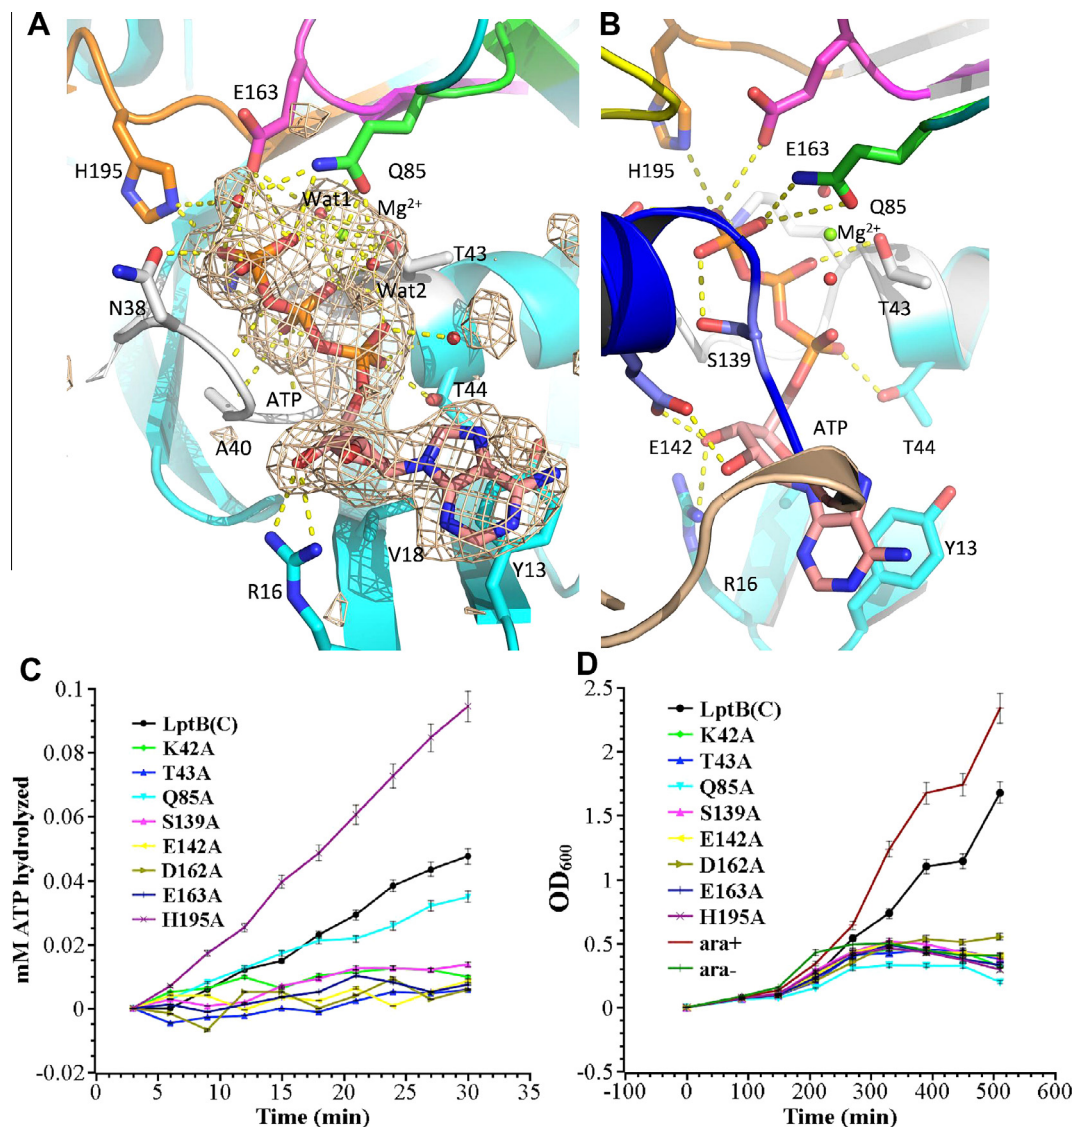 A
E163
H195
Q85
Wat1
Mg2+
T43
N38
Wat2
ATP
T44
A40
V18
Y13
R16
B
E163
H195
Q85
Mg2+
T43
S139
E142
ATP
T44
R16
Y13
C
mM ATP hydrolyzed
0.1
0.08
0.06
0.04
0.02
0
-0.02
LptB(C)
K42A
T43A
Q85A
S139A
E142A
D162A
E163A
H195A
0 5 10 15 20 25 30 35
Time (min)
D
OD600
2.5
2
1.5
1
0.5
0
-0.5
LptB(C)
K42A
T43A
Q85A
S139A
E142A
D162A
E163A
H195A
ara+
ara-
-100 0 100 200 300 400 500 600
Time (min)